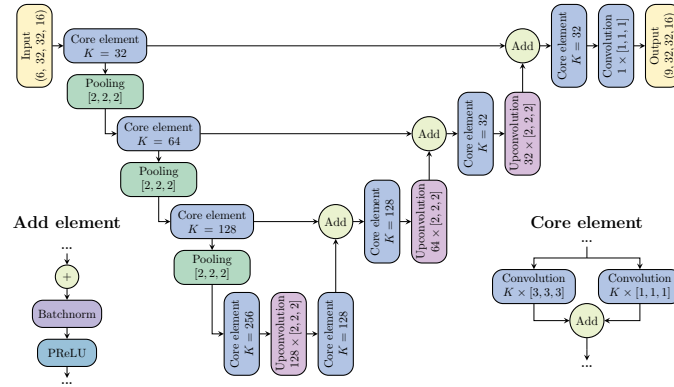 Input
(6, 32, 32, 16)
Core element
K = 32
Pooling
[2, 2, 2]
Core element
K = 64
Pooling
[2, 2, 2]
Core element
K = 128
Pooling
[2, 2, 2]
Core element
K = 256
Upconvolution
128 × [2, 2, 2]
Core element
K = 128
Add
Core element
K = 128
Upconvolution
64 × [2, 2, 2]
Add
Core element
K = 32
Upconvolution
32 × [2, 2, 2]
Add
Core element
K = 32
Convolution
1 × [1, 1, 1]
Output
(9, 32, 32, 16)
Add element
...
+
Batchnorm
PReLU
...
Core element
...
Convolution
K × [3, 3, 3]
Convolution
K × [1, 1, 1]
Add
...